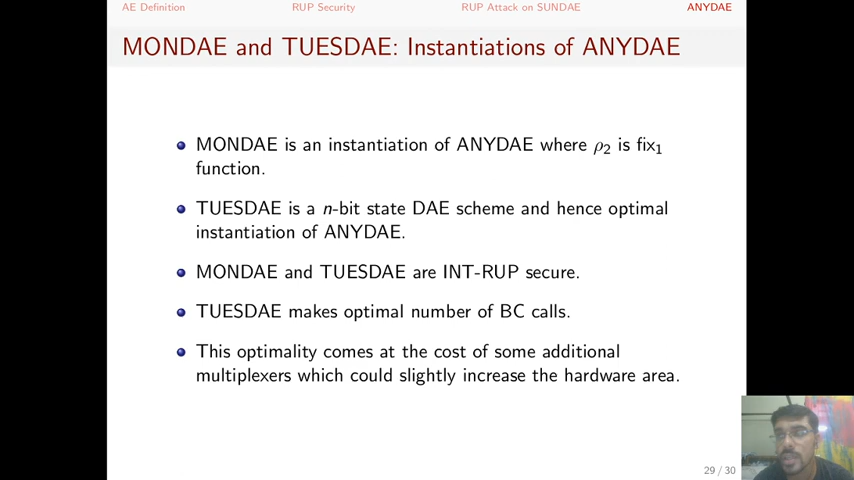 AE Definition RUP Security RUP Attack on SUNDAE ANYDAE
MONDAE and TUESDAE: Instantiations of ANYDAE
MONDAE is an instantiation of ANYDAE where ρ₂ is fix₁
function.
TUESDAE is a n-bit state DAE scheme and hence optimal
instantiation of ANYDAE.
MONDAE and TUESDAE are INT-RUP secure.
TUESDAE makes optimal number of BC calls.
This optimality comes at the cost of some additional
multiplexers which could slightly increase the hardware area.
29 / 30